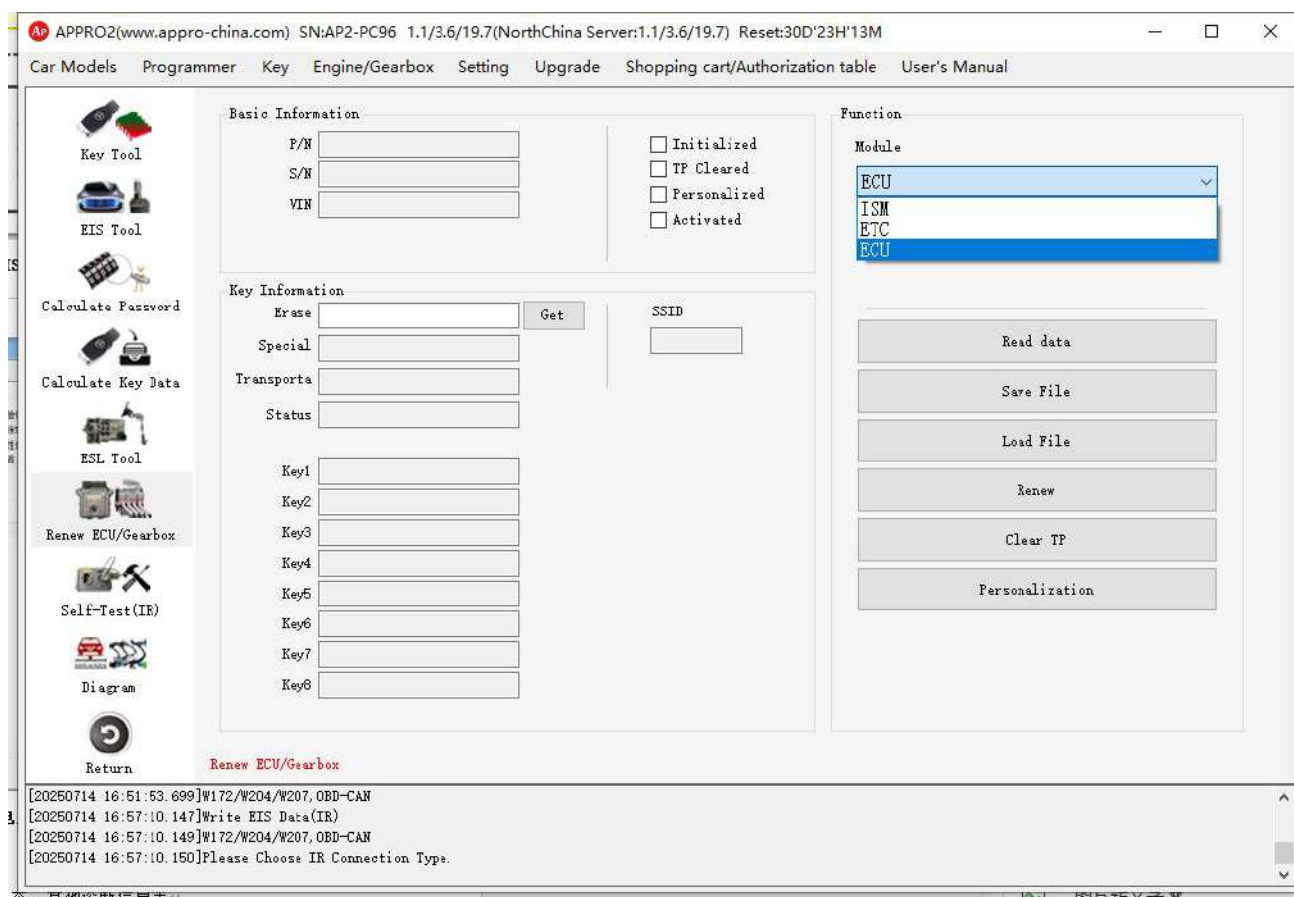 AP APPRO2(www.appro-china.com) SN:AP2-PC96 1.1/3.6/19.7(NorthChina Server:1.1/3.6/19.7) Reset:30D'23H'13M
Car Models Programmer Key Engine/Gearbox Setting Upgrade Shopping cart/Authorization table User's Manual
Key Tool
EIS Tool
Calculate Password
Calculate Key Data
ESL Tool
Renew ECU/Gearbox
Self-Test(IR)
Diagram
Return
Basic Information
P/N
S/N
VIN
Initialized
TP Cleared
Personalized
Activated
Key Information
Erase
Get
SSID
Special
Transporta
Status
Key1
Key2
Key3
Key4
Key5
Key6
Key7
Key8
Function
Module
ECU
ISM
ETC
ECU
Read data
Save File
Load File
Renew
Clear TP
Personalization
Renew ECU/Gearbox
[20250714 16:51:53.699]W172/W204/W207,OBD-CAN
[20250714 16:57:10.147]Write EIS Data(IR)
[20250714 16:57:10.149]W172/W204/W207,OBD-CAN
[20250714 16:57:10.150]Please Choose IR Connection Type.